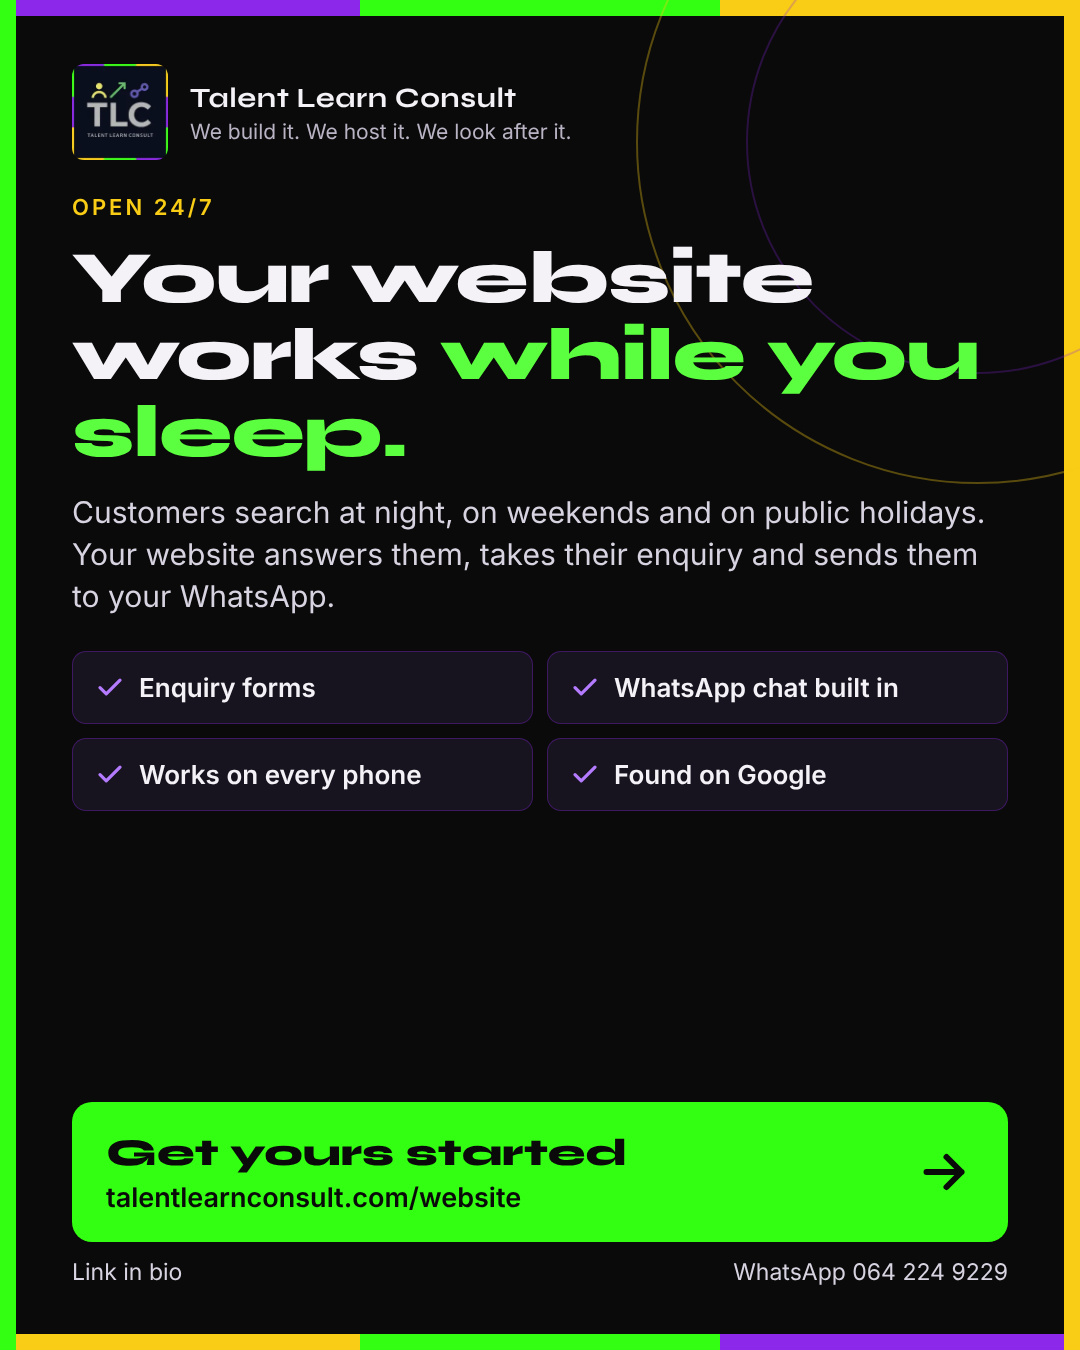 TLC
TALENT LEARN CONSULT
Talent Learn Consult
We build it. We host it. We look after it.
OPEN 24/7
Your website
works while you
sleep.
Customers search at night, on weekends and on public holidays.
Your website answers them, takes their enquiry and sends them
to your WhatsApp.
Enquiry forms
WhatsApp chat built in
Works on every phone
Found on Google
Get yours started
talentlearnconsult.com/website
Link in bio
WhatsApp 064 224 9229